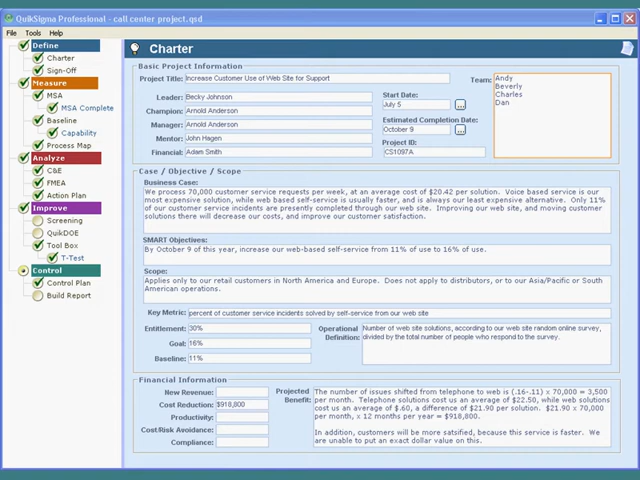 QuikSigma Professional - call center project.qsd
File Tools Help
Define
Charter
Sign-Off
Measure
MSA
MSA Complete
Baseline
Capability
Process Map
Analyze
C&E
FMEA
Action Plan
Improve
Screening
QuikDOE
Tool Box
T-Test
Control
Control Plan
Build Report
Charter
Basic Project Information
Project Title: Increase Customer Use of Web Site for Support
Leader: Becky Johnson
Champion: Arnold Anderson
Manager: Arnold Anderson
Mentor: John Hagen
Financial: Adam Smith
Start Date:
July 5
...
Estimated Completion Date:
October 9
...
Project ID:
CS1097A
Team: Andy
Beverly
Charles
Dan
Case / Objective / Scope
Business Case:
We process 70,000 customer service requests per week, at an average cost of $20.42 per solution. Voice based service is our
most expensive solution, while web based self-service is usually faster, and is always our least expensive alternative. Only 11%
of our customer service incidents are presently completed through our web site. Improving our web site, and moving customer
solutions there will decrease our costs, and improve our customer satisfaction.
SMART Objectives:
By October 9 of this year, increase our web-based self-service from 11% of use to 16% of use.
Scope:
Applies only to our retail customers in North America and Europe. Does not apply to distributors, or to our Asia/Pacific or South
American operations.
Key Metric: percent of customer service incidents solved by self-service from our web site
Entitlement: 30%
Goal: 16%
Baseline: 11%
Operational
Definition:
Number of web site solutions, according to our web site random online survey,
divided by the total number of people who respond to the survey.
Financial Information
New Revenue:
Cost Reduction: $918,800
Productivity:
Cost/Risk Avoidance:
Compliance:
Projected
Benefit:
The number of issues shifted from telephone to web is (.16-.11) x 70,000 = 3,500
per month. Telephone solutions cost us an average of $22.50, while web solutions
cost us an average of $.60, a difference of $21.90 per solution. $21.90 x 70,000
per month, x 12 months per year = $918,800.
In addition, customers will be more satsified, because this service is faster. We
are unable to put an exact dollar value on this.